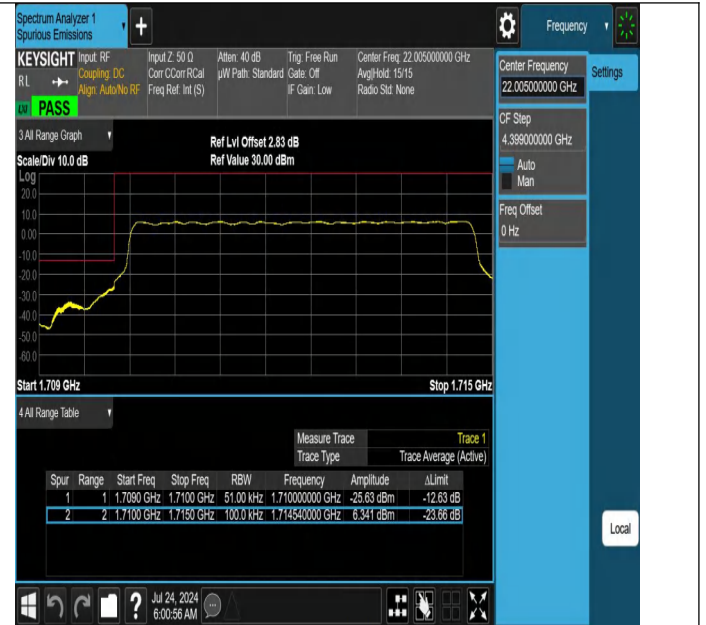 Spectrum Analyzer 1
Spurious Emissions
Frequency
KEYSIGHT
RL
PASS
Input: RF
Coupling: DC
Align: Auto/No RF
Input Z: 50 Ω
Corr CCorr RCal
Freq Ref: Int (S)
Atten: 40 dB
µW Path: Standard
Trig: Free Run
Gate: Off
IF Gain: Low
Center Freq: 22.005000000 GHz
Avg|Hold: 15/15
Radio Std: None
Center Frequency
22.005000000 GHz
Settings
CF Step
4.399000000 GHz
Auto
Man
Freq Offset
0 Hz
3 All Range Graph
Scale/Div 10.0 dB
Ref Lvl Offset 2.83 dB
Ref Value 30.00 dBm
Log
20.0
10.0
0.00
-10.0
-20.0
-30.0
-40.0
-50.0
-60.0
Start 1.709 GHz
Stop 1.715 GHz
4 All Range Table
Measure Trace Trace 1
Trace Type Trace Average (Active)
Spur Range Start Freq Stop Freq RBW Frequency Amplitude ΔLimit
1 1 1.7090 GHz 1.7100 GHz 51.00 kHz 1.710000000 GHz -25.63 dBm -12.63 dB
2 2 1.7100 GHz 1.7150 GHz 100.0 kHz 1.714540000 GHz 6.341 dBm -23.66 dB
Local
Jul 24, 2024
6:00:56 AM